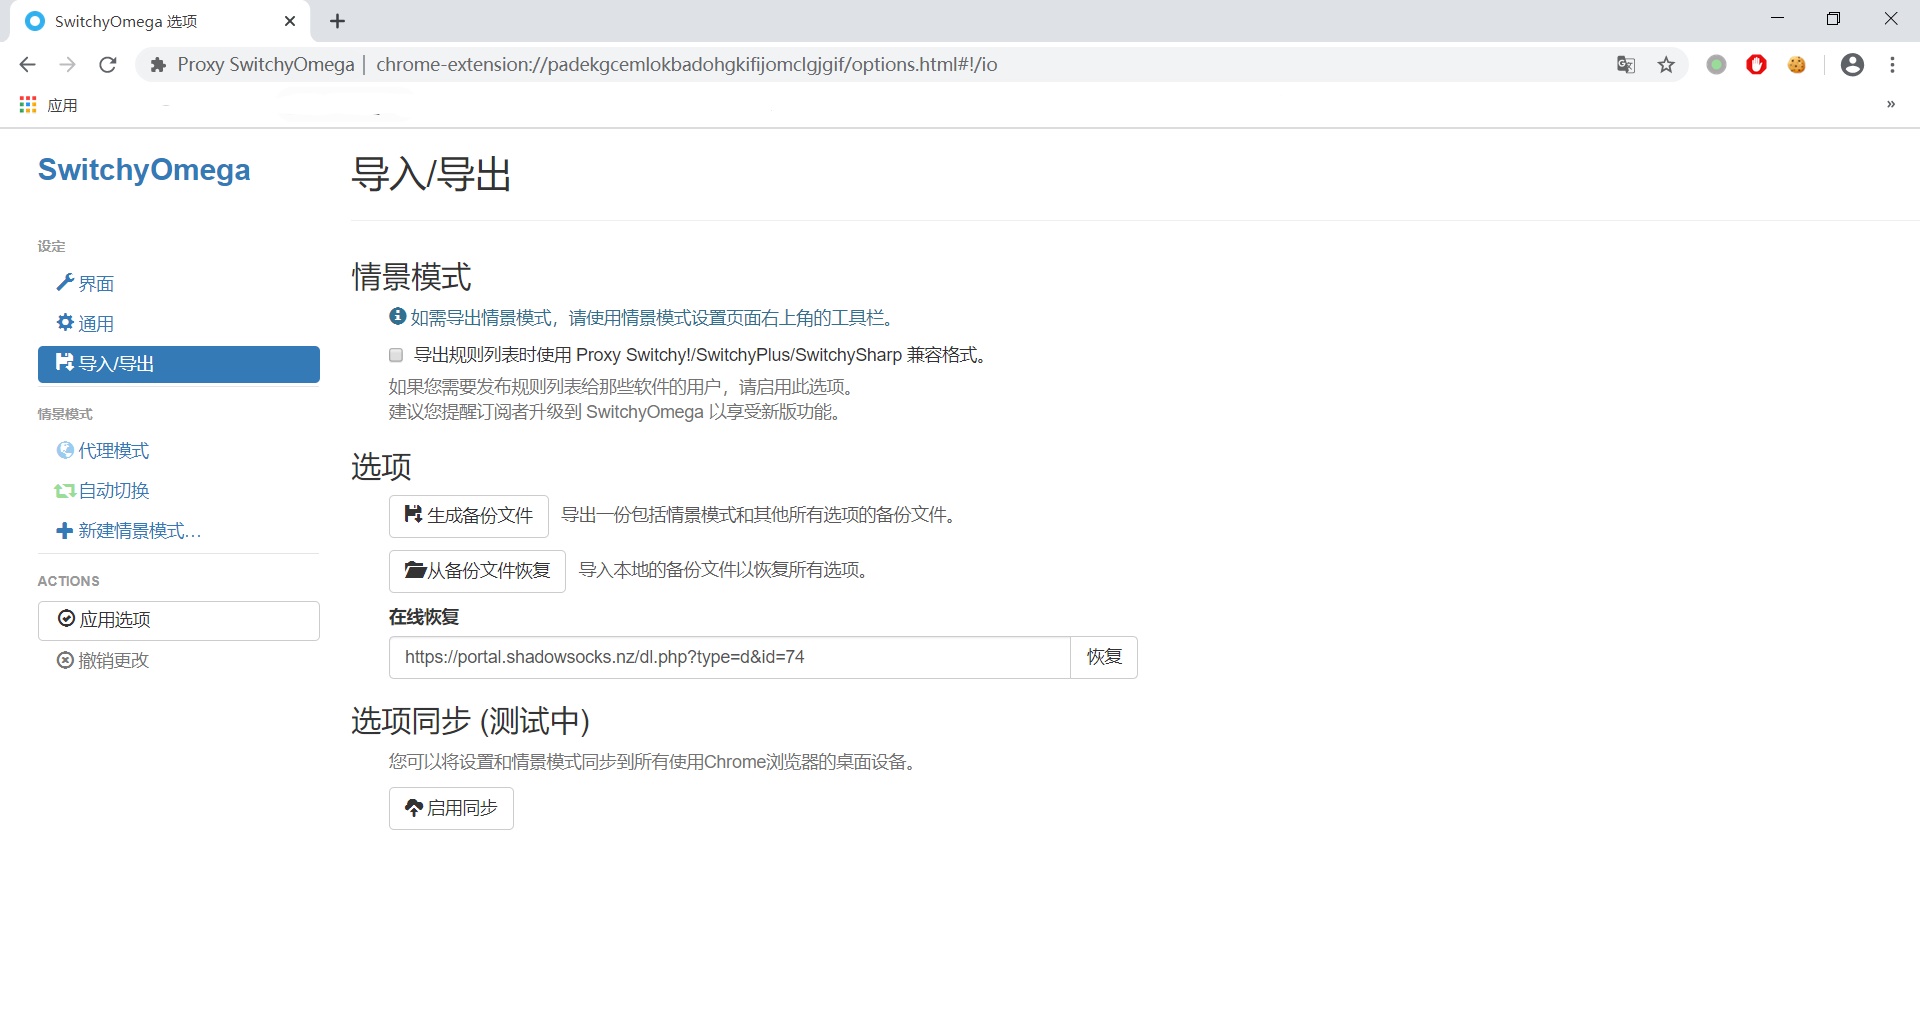 SwitchyOmega 选项
Proxy SwitchyOmega | chrome-extension://padekgcemlokbadohgkifijomclgjgif/options.html#!/io
应用
»
SwitchyOmega
设定
界面
通用
导入/导出
情景模式
代理模式
自动切换
新建情景模式...
ACTIONS
应用选项
撤销更改
导入/导出
情景模式
如需导出情景模式，请使用情景模式设置页面右上角的工具栏。
导出规则列表时使用 Proxy Switchy!/SwitchyPlus/SwitchySharp 兼容格式。
如果您需要发布规则列表给那些软件的用户，请启用此选项。
建议您提醒订阅者升级到 SwitchyOmega 以享受新版功能。
选项
生成备份文件 导出一份包括情景模式和其他所有选项的备份文件。
从备份文件恢复 导入本地的备份文件以恢复所有选项。
在线恢复
https://portal.shadowsocks.nz/dl.php?type=d&id=74 恢复
选项同步 (测试中)
您可以将设置和情景模式同步到所有使用Chrome浏览器的桌面设备。
启用同步